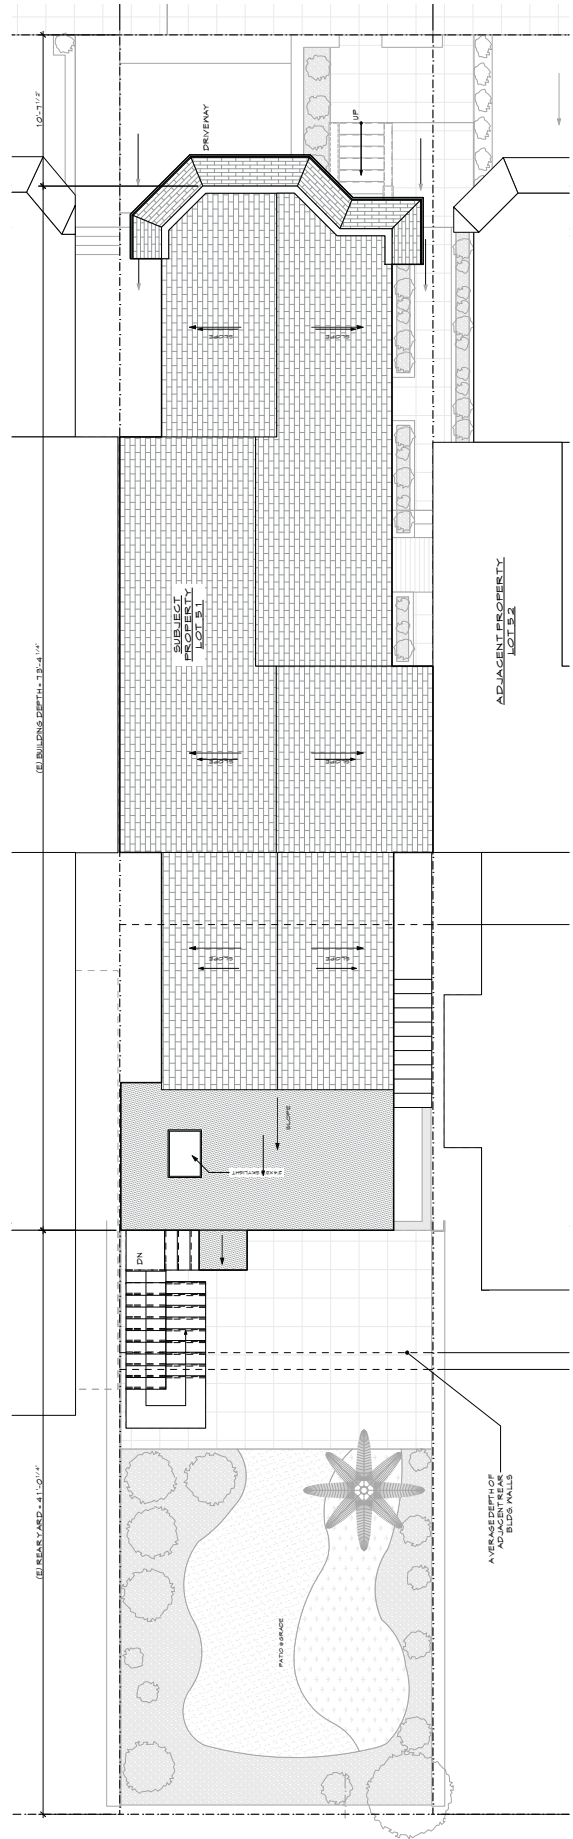 10'-7 1/2"
DRIVEWAY
UP
SLOPE
SLOPE
SUBJECT
PROPERTY
LOT 51
ADJACENT PROPERTY
LOT 52
(E) BUILDING DEPTH = 73'-4 1/4"
SLOPE
SLOPE
SLOPE
SLOPE
SLOPE
SKYLIGHT
DN
(E) REAR YARD = 41'-0 1/4"
AVERAGE DEPTH OF
ADJACENT REAR
BLDG. WALLS
PATIO @ GRADE